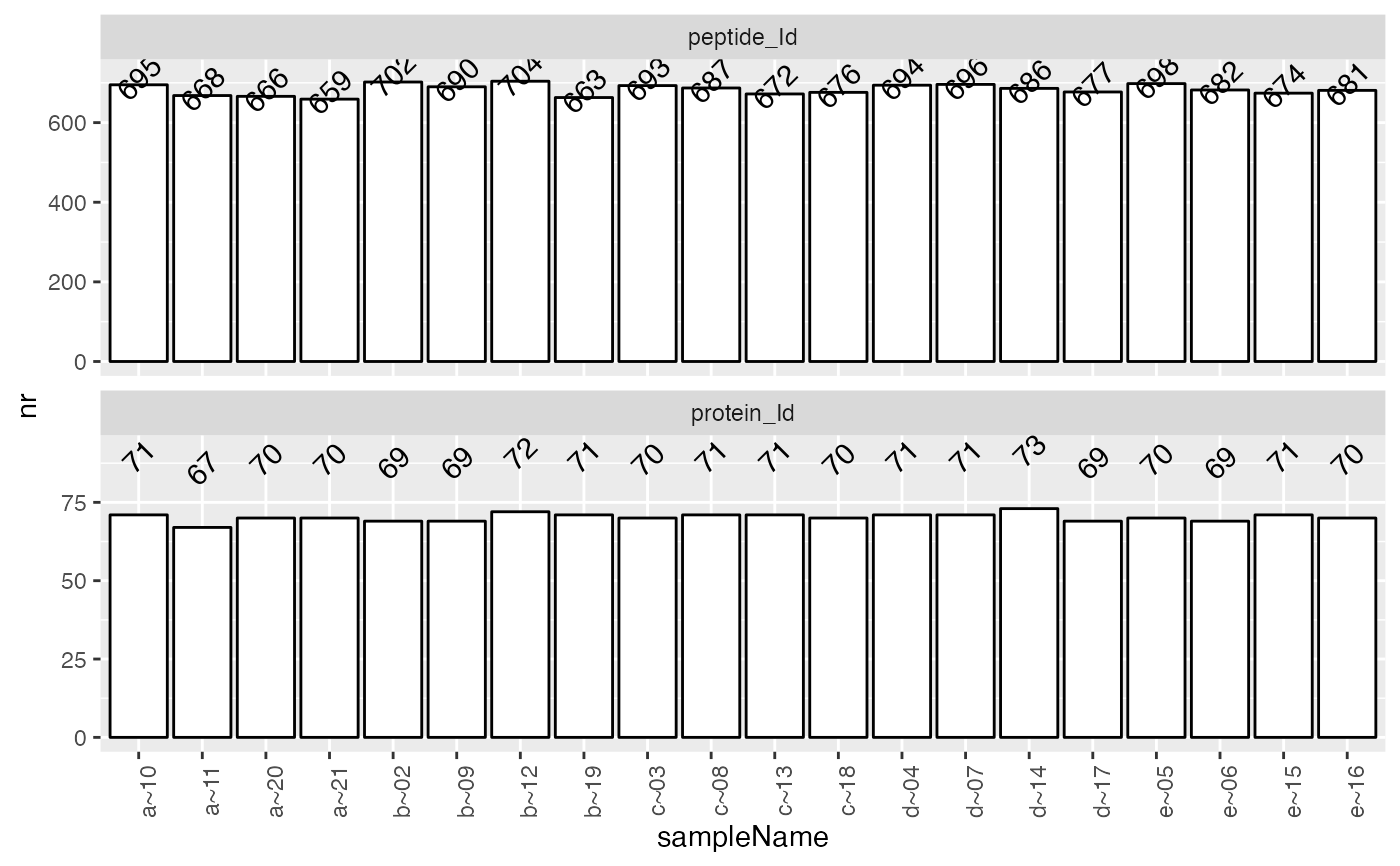 peptide_Id
695 668 666 659 702 690 704 663 693 687 672 676 694 696 686 677 698 682 674 681
600
400
200
0
nr
protein_Id
71 67 70 70 69 69 72 71 70 71 71 70 71 71 73 69 70 69 71 70
75
50
25
0
a~10 a~11 a~20 a~21 b~02 b~09 b~12 b~19 c~03 c~08 c~13 c~18 d~04 d~07 d~14 d~17 e~05 e~06 e~15 e~16
sampleName